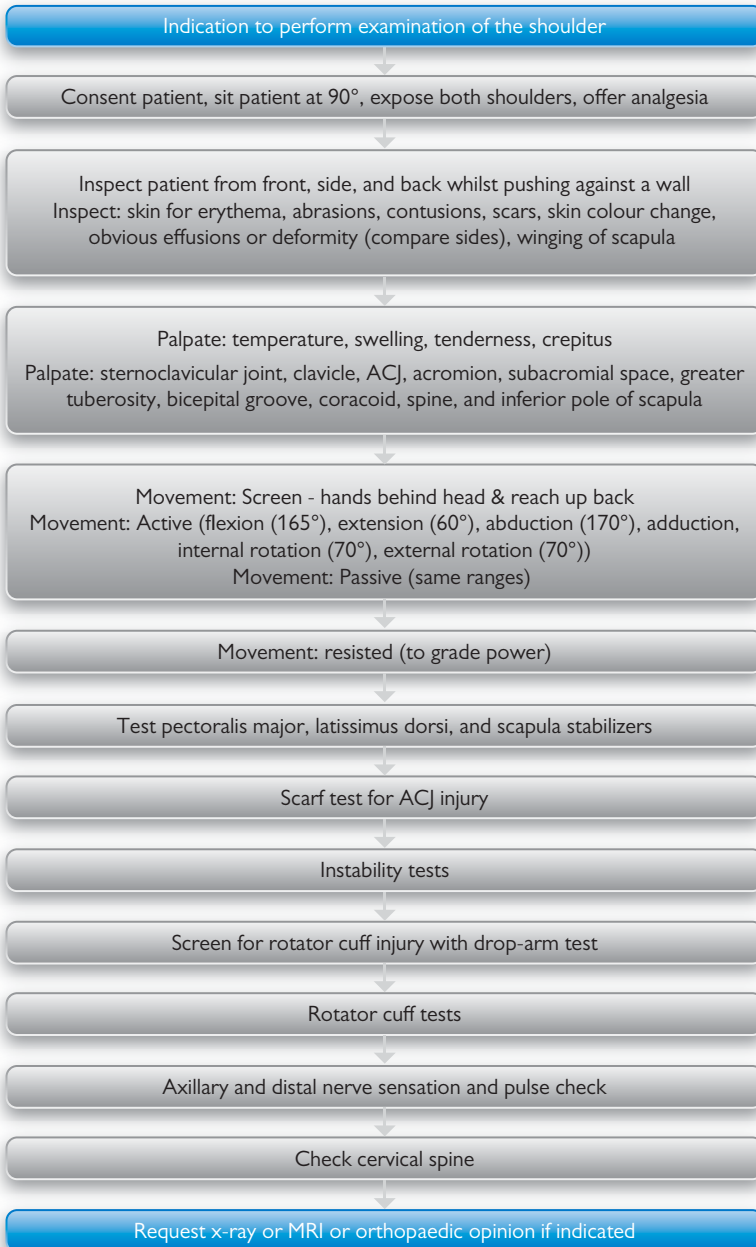 Indication to perform examination of the shoulder
Consent patient, sit patient at 90°, expose both shoulders, offer analgesia
Inspect patient from front, side, and back whilst pushing against a wall
Inspect: skin for erythema, abrasions, contusions, scars, skin colour change,
obvious effusions or deformity (compare sides), winging of scapula
Palpate: temperature, swelling, tenderness, crepitus
Palpate: sternoclavicular joint, clavicle, ACJ, acromion, subacromial space, greater
tuberosity, bicepital groove, coracoid, spine, and inferior pole of scapula
Movement: Screen - hands behind head & reach up back
Movement: Active (flexion (165°), extension (60°), abduction (170°), adduction,
internal rotation (70°), external rotation (70°))
Movement: Passive (same ranges)
Movement: resisted (to grade power)
Test pectoralis major, latissimus dorsi, and scapula stabilizers
Scarf test for ACJ injury
Instability tests
Screen for rotator cuff injury with drop-arm test
Rotator cuff tests
Axillary and distal nerve sensation and pulse check
Check cervical spine
Request x-ray or MRI or orthopaedic opinion if indicated